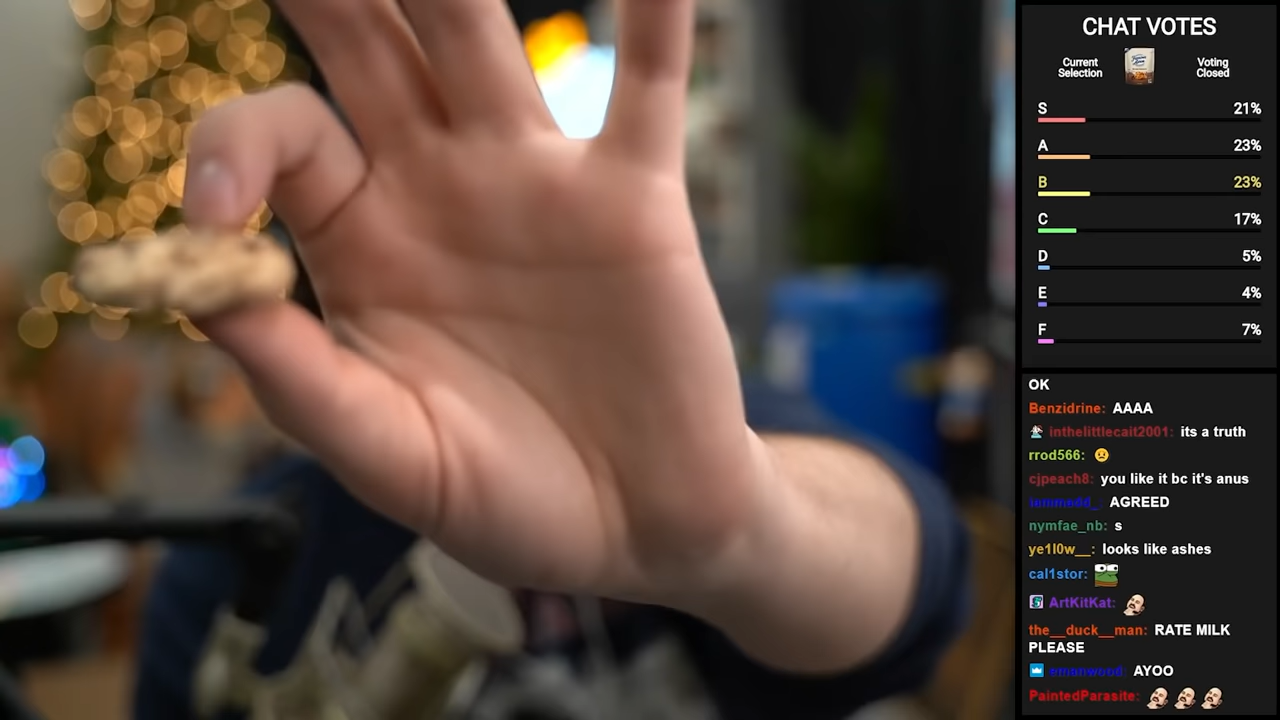 CHAT VOTES
Current
Selection
Voting
Closed
S 21%
A 23%
B 23%
C 17%
D 5%
E 4%
F 7%
OK
Benzidrine: AAAA
inthelittlecait2001: its a truth
rrod566:
cjpeach8: you like it bc it's anus
AGREED
nymfae_nb: s
ye1l0w__: looks like ashes
cal1stor:
ArtKitKat:
the__duck__man: RATE MILK
PLEASE
emanwood: AYOO
PaintedParasite: